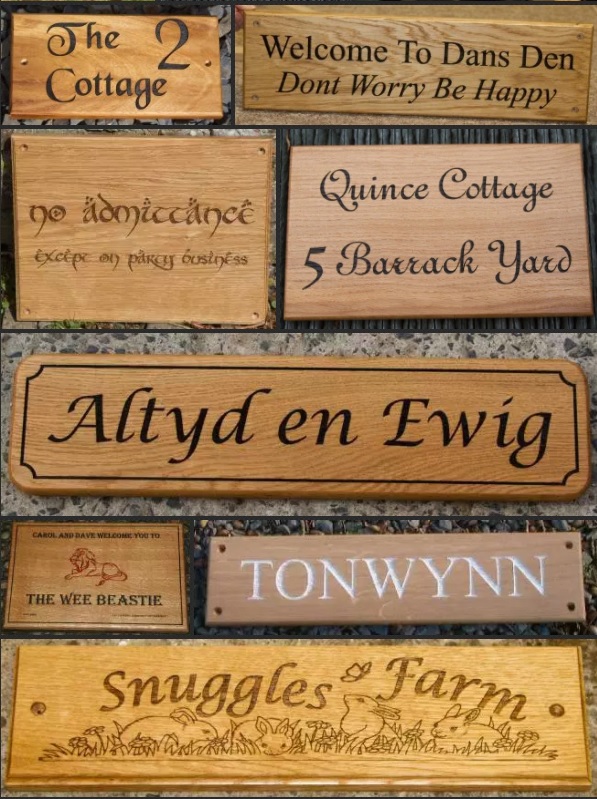 The 2
Cottage
Welcome To Dans Den
Dont Worry Be Happy
no admittance
except on party business
Quince Cottage
5 Barrack Yard
Altyd en Ewig
CAROL AND DAVE WELCOME YOU TO
THE WEE BEASTIE
TONWYNN
Snuggles Farm